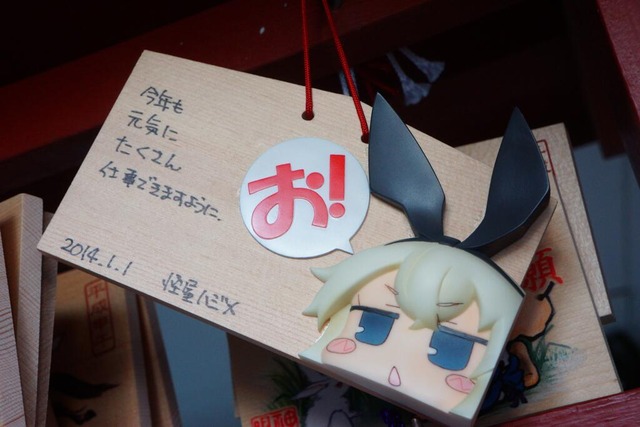 今年も
元気に
たくさん
仕事できますように、
2014.1.1
お!
願